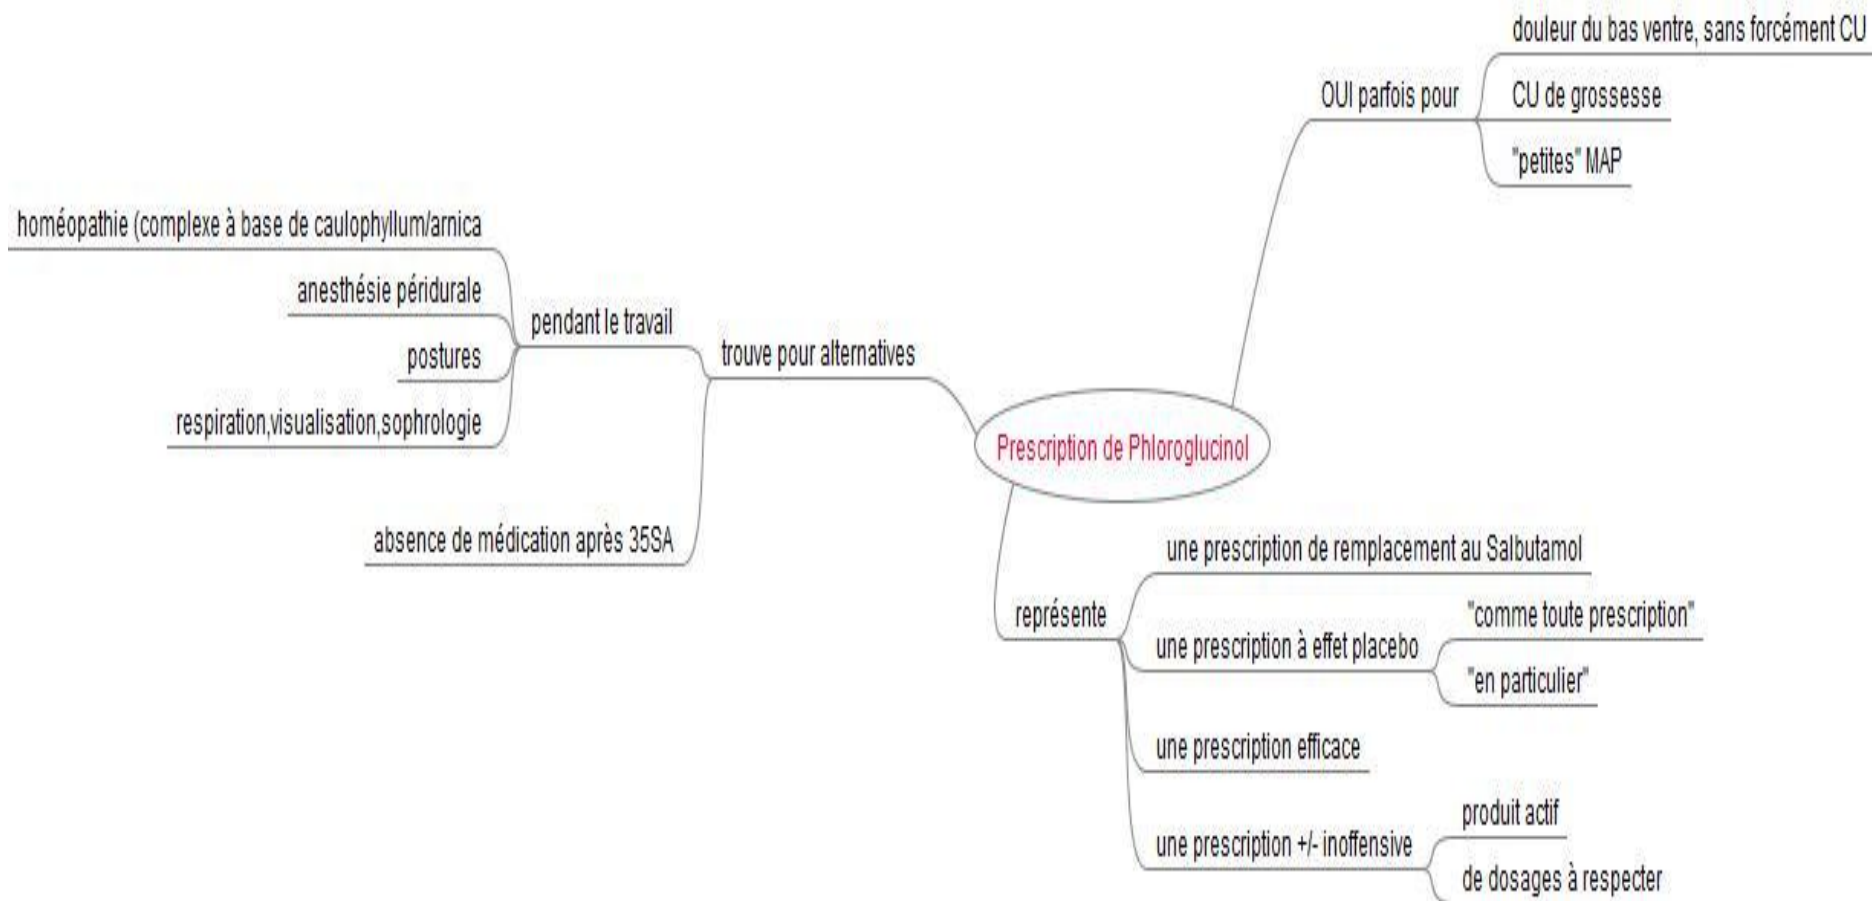 douleur du bas ventre, sans forcément CU
OUI parfois pour
CU de grossesse
"petites" MAP
homéopathie (complexe à base de caulophyllum/arnica
anesthésie péridurale
pendant le travail
postures
trouve pour alternatives
respiration,visualisation,sophrologie
absence de médication après 35SA
Prescription de Phloroglucinol
représente
une prescription de remplacement au Salbutamol
une prescription à effet placebo
"comme toute prescription"
"en particulier"
une prescription efficace
une prescription +/- inoffensive
produit actif
de dosages à respecter